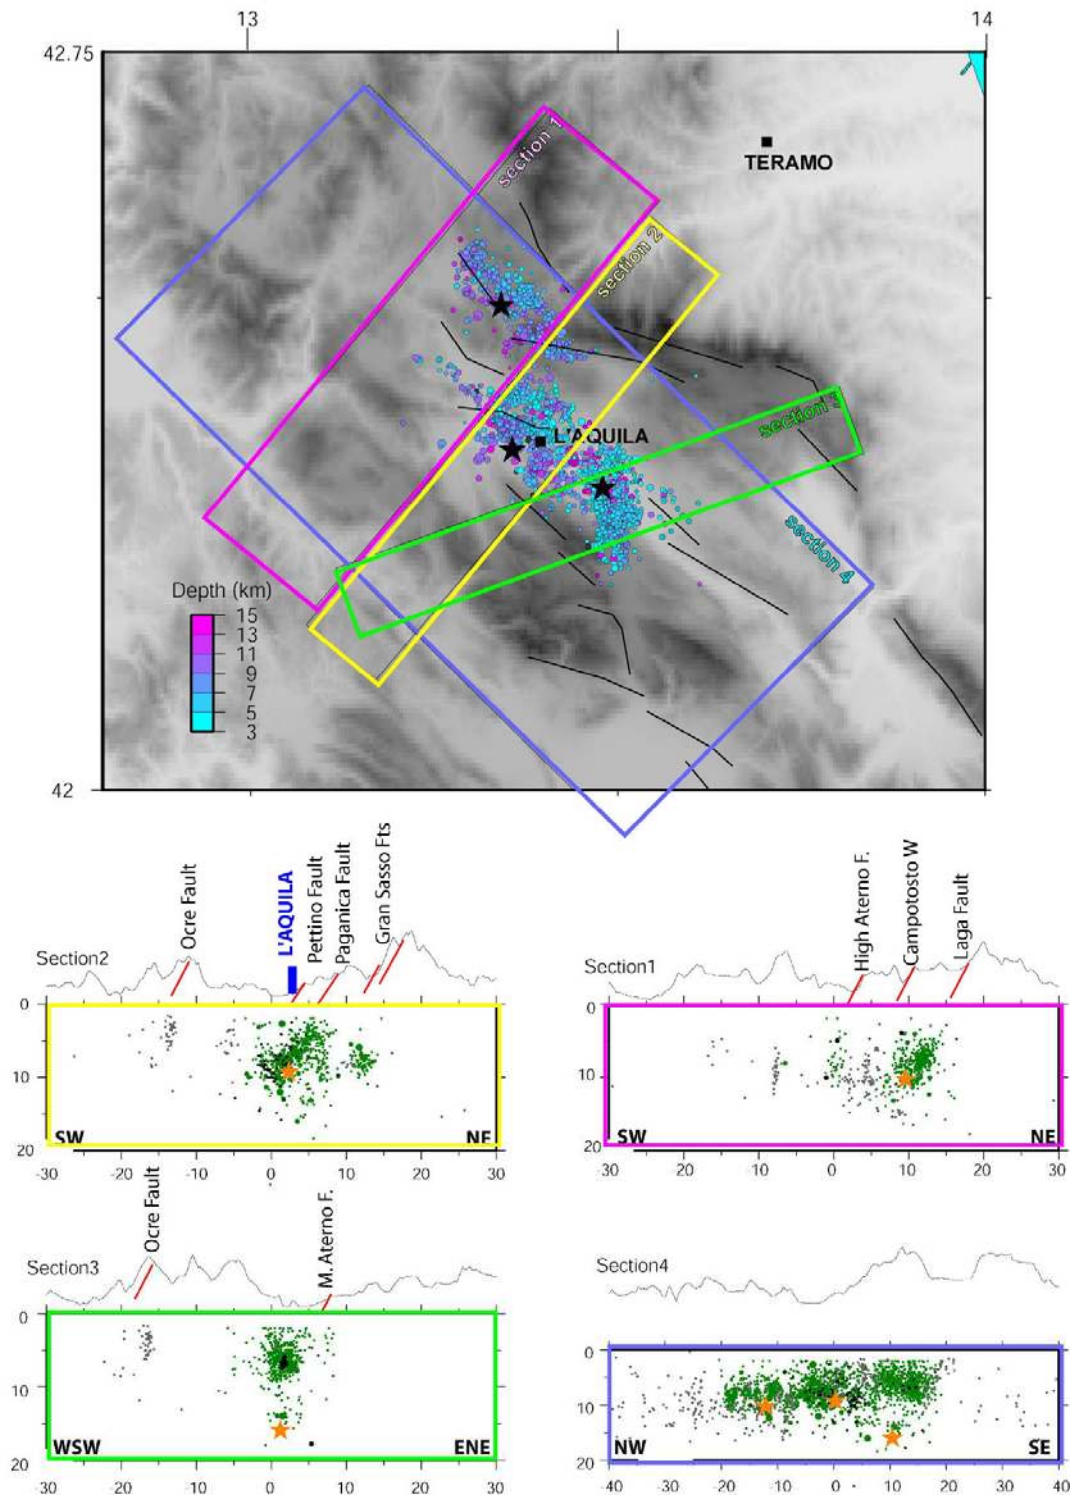 13
14
42.75
section 1
TERAMO
section 2
L'AQUILA
section 3
section 4
Depth (km)
15
13
11
9
7
5
3
42
Ocre Fault
L'AQUILA
Pettino Fault
Paganica Fault
Gran Sasso Fts
Section2
0
10
20
SW
NE
-30
-20
-10
0
10
20
30
High Aterno F.
Campotosto W
Laga Fault
Section1
0
10
20
SW
NE
-30
-20
-10
0
10
20
30
Ocre Fault
M. Aterno F.
Section3
0
10
20
WSW
ENE
-30
-20
-10
0
10
20
30
Section4
0
10
20
NW
SE
-40
-30
-20
-10
0
10
20
30
40